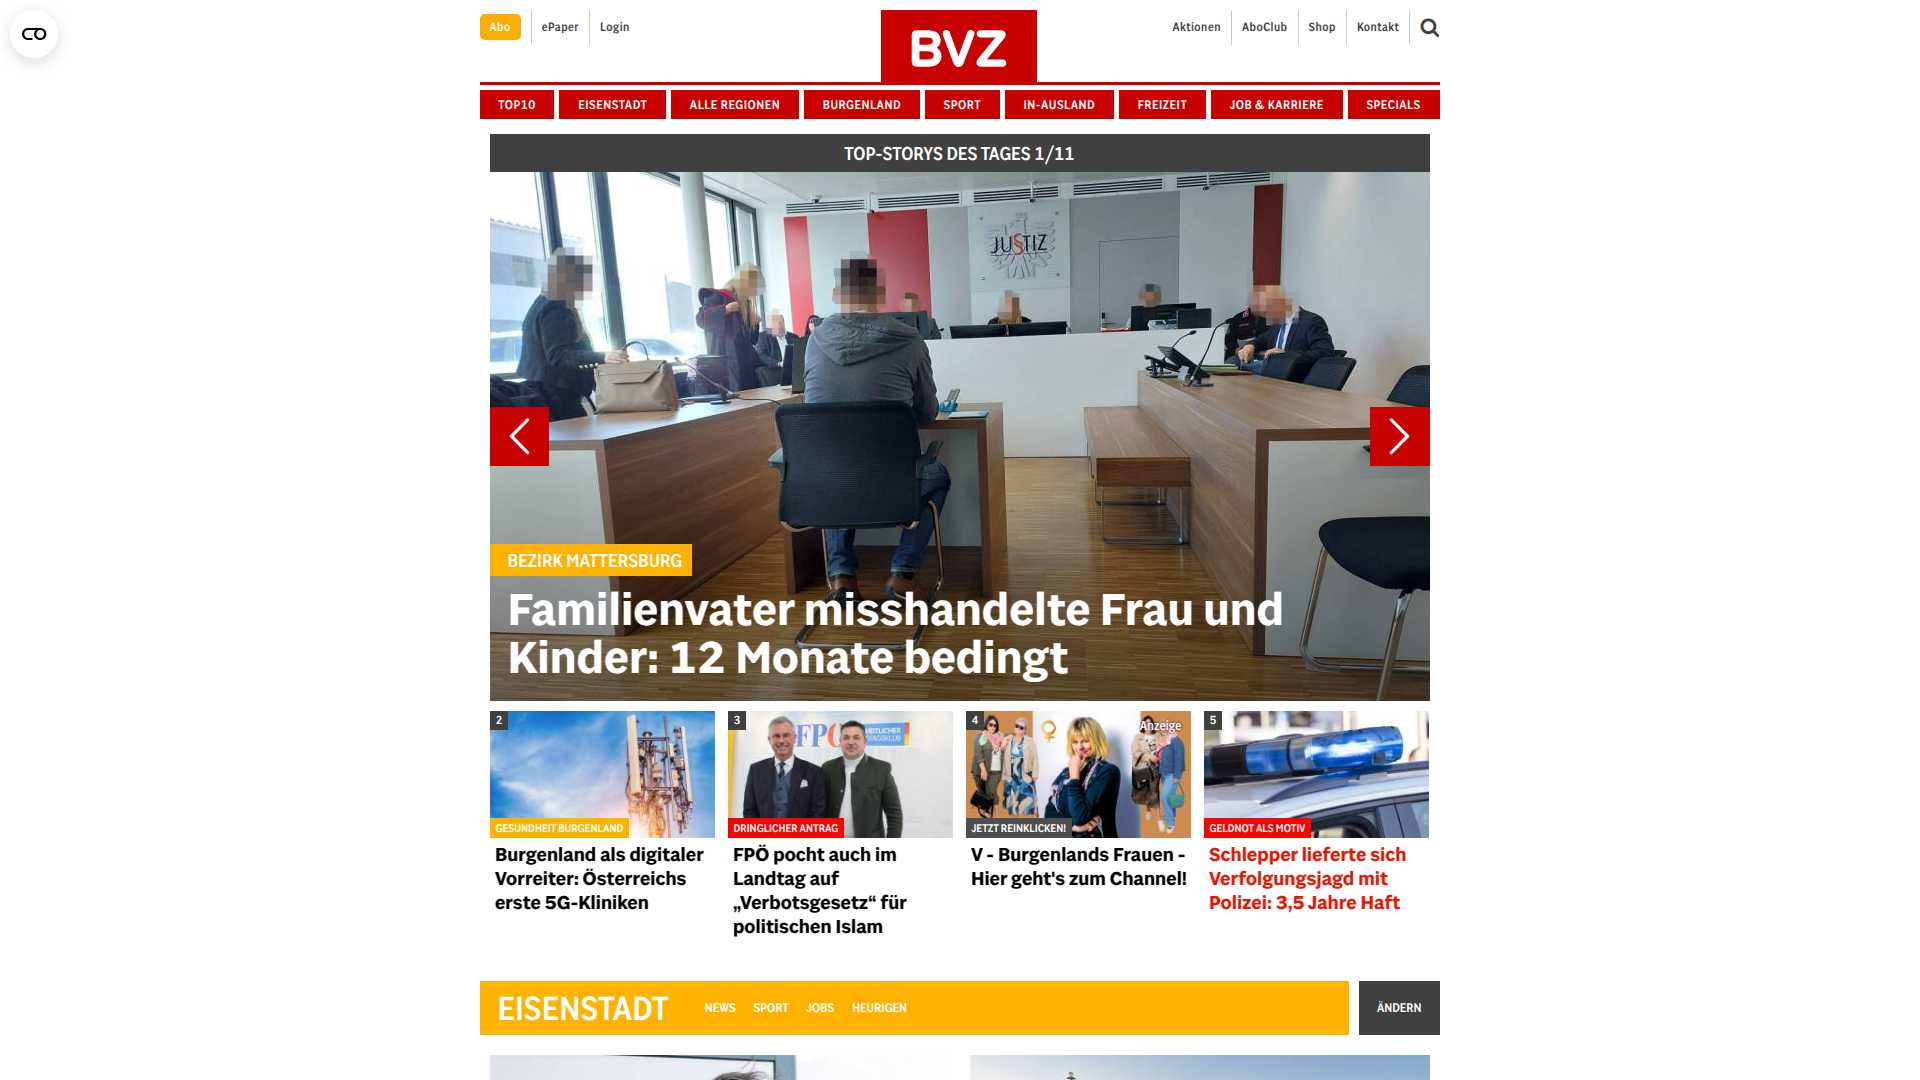 Abo
ePaper
Login
BVZ
Aktionen
AboClub
Shop
Kontakt
TOP10
EISENSTADT
ALLE REGIONEN
BURGENLAND
SPORT
IN-AUSLAND
FREIZEIT
JOB & KARRIERE
SPECIALS
TOP-STORYS DES TAGES 1/11
JUSTIZ
BEZIRK MATTERSBURG
Familienvater misshandelte Frau und
Kinder: 12 Monate bedingt
2
GESUNDHEIT BURGENLAND
Burgenland als digitaler
Vorreiter: Österreichs
erste 5G-Kliniken
3
FPÖ
DRINGLICHER ANTRAG
FPÖ pocht auch im
Landtag auf
„Verbotsgesetz“ für
politischen Islam
4
Anzeige
JETZT REINKLICKEN!
V - Burgenlands Frauen -
Hier geht's zum Channel!
5
GELDNOT ALS MOTIV
Schlepper lieferte sich
Verfolgungsjagd mit
Polizei: 3,5 Jahre Haft
EISENSTADT
NEWS
SPORT
JOBS
HEURIGEN
ÄNDERN